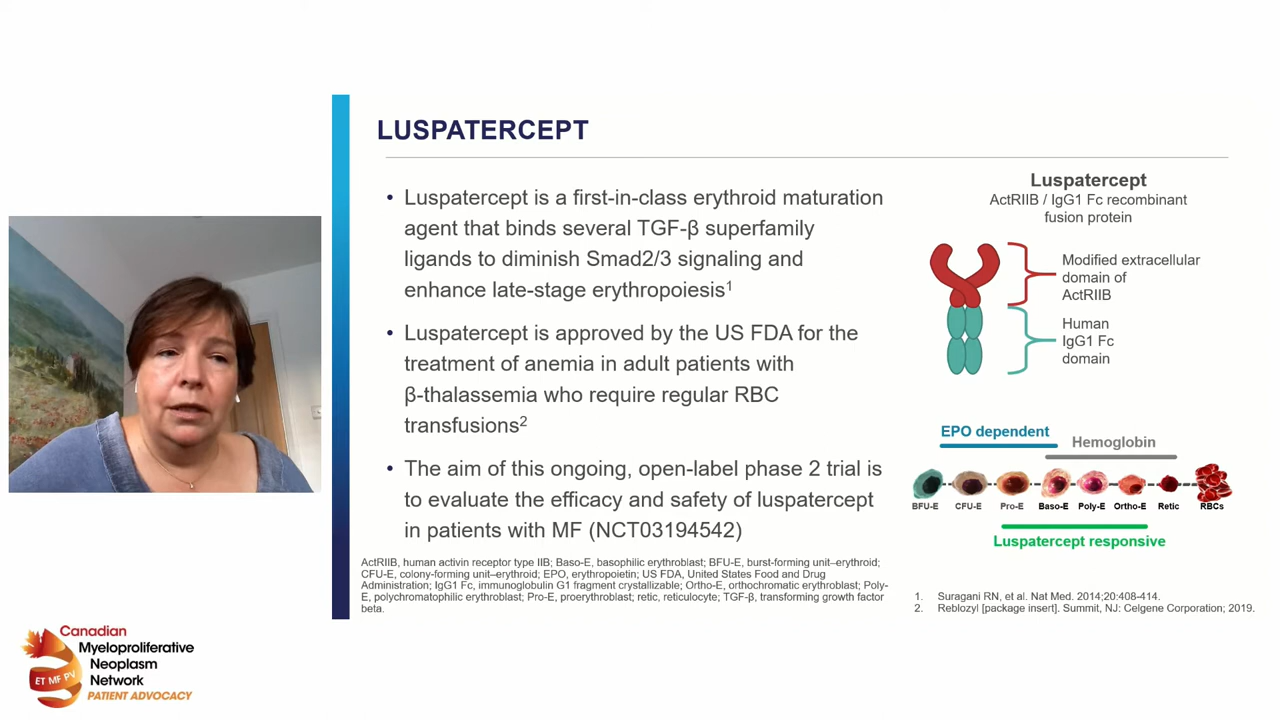 LUSPATERCEPT
• Luspatercept is a first-in-class erythroid maturation
agent that binds several TGF-β superfamily
ligands to diminish Smad2/3 signaling and
enhance late-stage erythropoiesis1
• Luspatercept is approved by the US FDA for the
treatment of anemia in adult patients with
β-thalassemia who require regular RBC
transfusions2
• The aim of this ongoing, open-label phase 2 trial is
to evaluate the efficacy and safety of luspatercept
in patients with MF (NCT03194542)
ActRIIB, human activin receptor type IIB; Baso-E, basophilic erythroblast; BFU-E, burst-forming unit–erythroid;
CFU-E, colony-forming unit–erythroid; EPO, erythropoietin; US FDA, United States Food and Drug
Administration; IgG1 Fc, immunoglobulin G1 fragment crystallizable; Ortho-E, orthochromatic erythroblast; Poly-
E, polychromatophilic erythroblast; Pro-E, proerythroblast; retic, reticulocyte; TGF-β, transforming growth factor
beta.
Luspatercept
ActRIIB / IgG1 Fc recombinant
fusion protein
Modified extracellular
domain of
ActRIIB
Human
IgG1 Fc
domain
EPO dependent
Hemoglobin
BFU-E CFU-E Pro-E Baso-E Poly-E Ortho-E Retic RBCs
Luspatercept responsive
1. Suragani RN, et al. Nat Med. 2014;20:408-414.
2. Reblozyl [package insert]. Summit, NJ: Celgene Corporation; 2019.
Canadian
Myeloproliferative
Neoplasm
Network
PATIENT ADVOCACY
ET MF PV